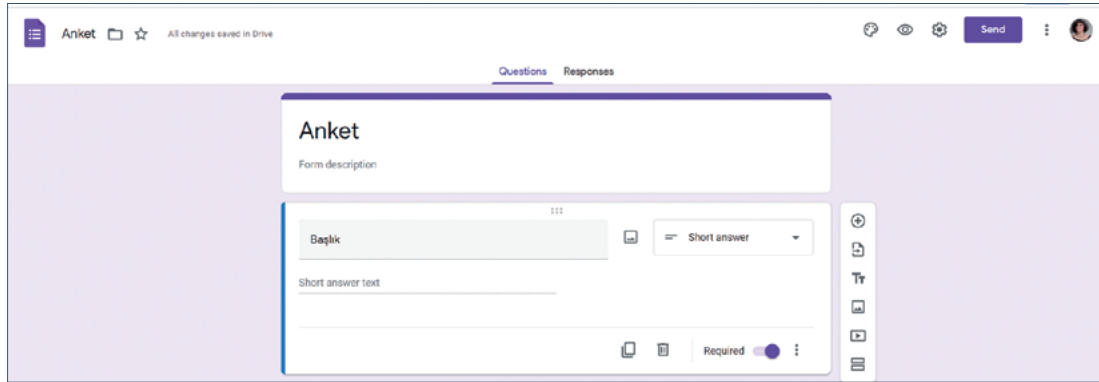 Anket
All changes saved in Drive
Send
Questions Responses
Anket
Form description
Başlık
Short answer
Short answer text
Required